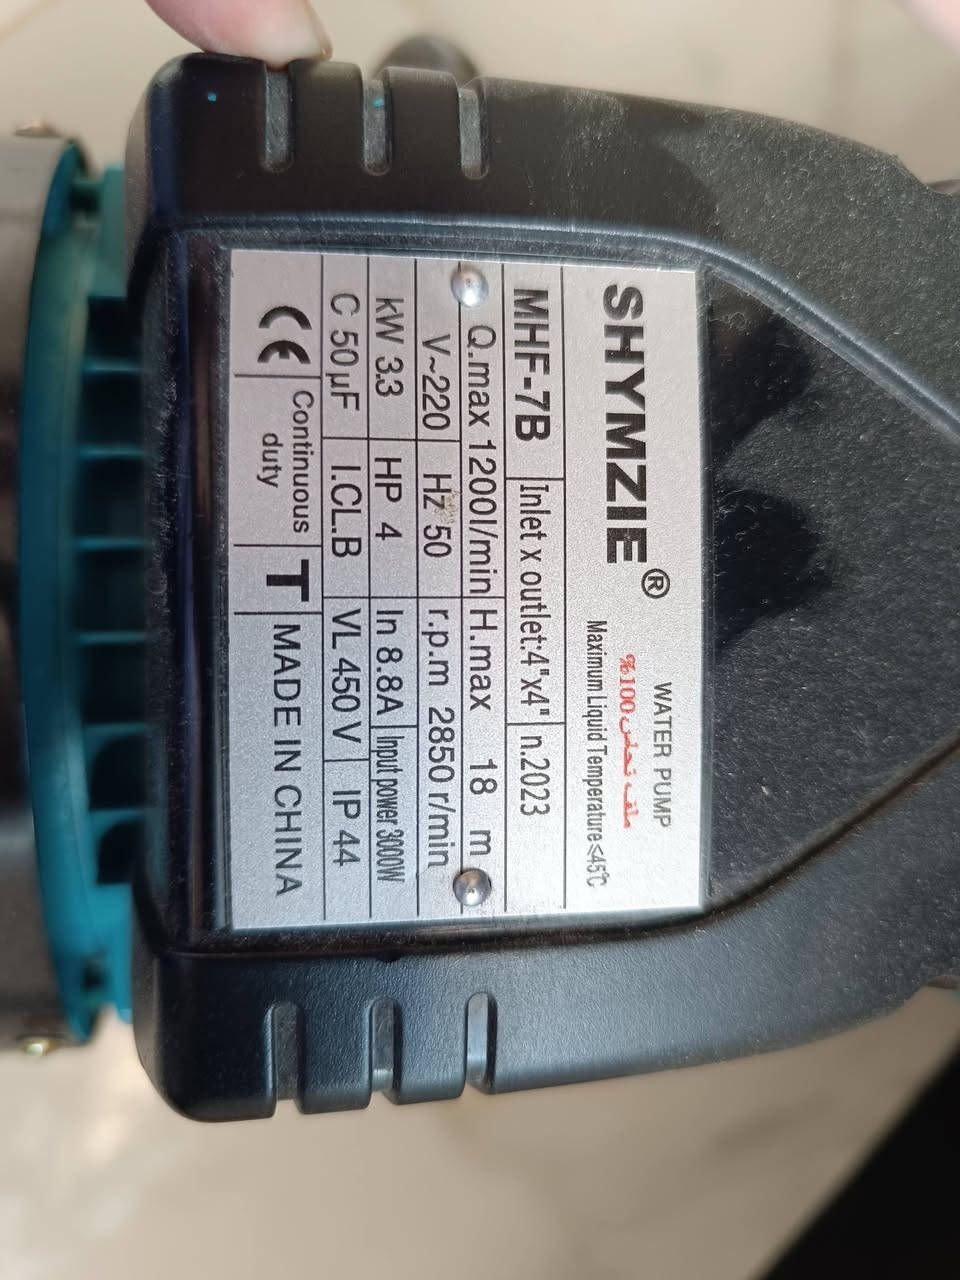 SHYMZIE®
WATER PUMP
ملف نحاس 100%
Maximum Liquid Temperature ≤45℃
MHF-7B Inlet x outlet:4"x4" n.2023
Q.max 1200l/min H.max 18 m
V~220 Hz 50 r.p.m 2850 r/min
kW 3.3 HP 4 In 8.8A Input power 3000W
C 50µF I.CL.B VL 450V IP 44
CE Continuous duty T MADE IN CHINA